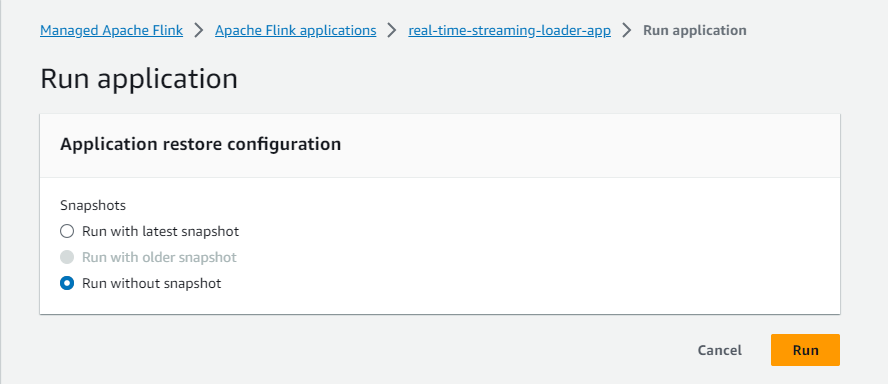 Managed Apache Flink > Apache Flink applications > real-time-streaming-loader-app > Run application
Run application
Application restore configuration
Snapshots
Run with latest snapshot
Run with older snapshot
Run without snapshot
Cancel Run